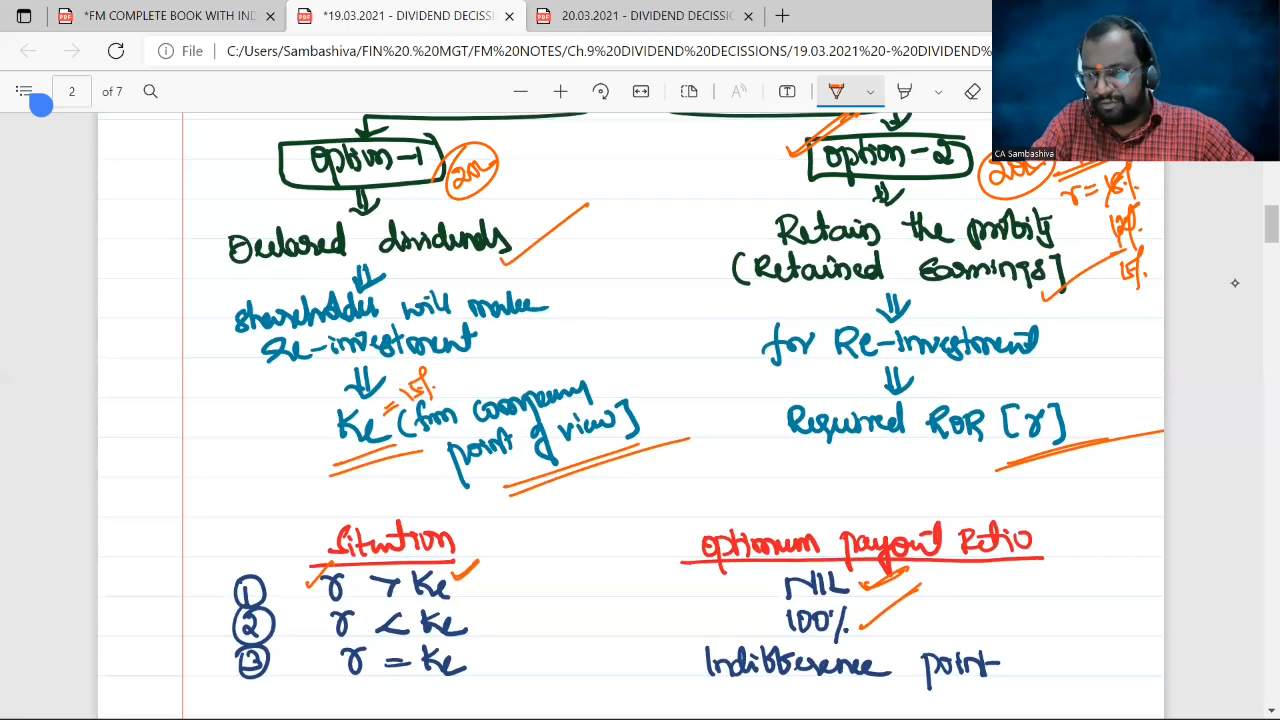 *FM COMPLETE BOOK WITH IND
*19.03.2021 - DIVIDEND DECISSI
20.03.2021 - DIVIDEND DECISSIC
File
C:/Users/Sambashiva/FIN%20.%20MGT/FM%20NOTES/Ch.9%20DIVIDEND%20DECISSIONS/19.03.2021%20-%20DIVIDEND%
2 of 7
CA Sambashiva
option-1
200
Declared dividends
shareholders will make
Re-investment
= 15%
Ke (from company
point of view]
option-2
r = 18%
12%
15%
Retain the profits
(Retained Earnings]
for Re-investment
Required ROR [r]
Situation
optimum payout Ratio
1 r > Ke
NIL
2 r < Ke
100%
3 r = Ke
Indifference point